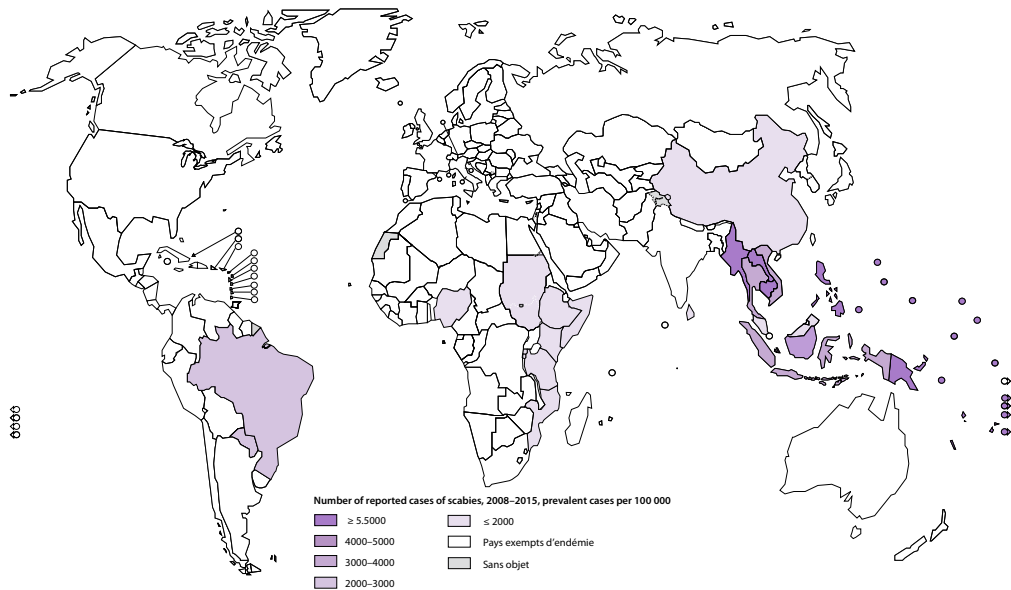 Number of reported cases of scabies, 2008–2015, prevalent cases per 100 000
≥ 5.5000
4000–5000
3000–4000
2000–3000
≤ 2000
Pays exempts d'endémie
Sans objet